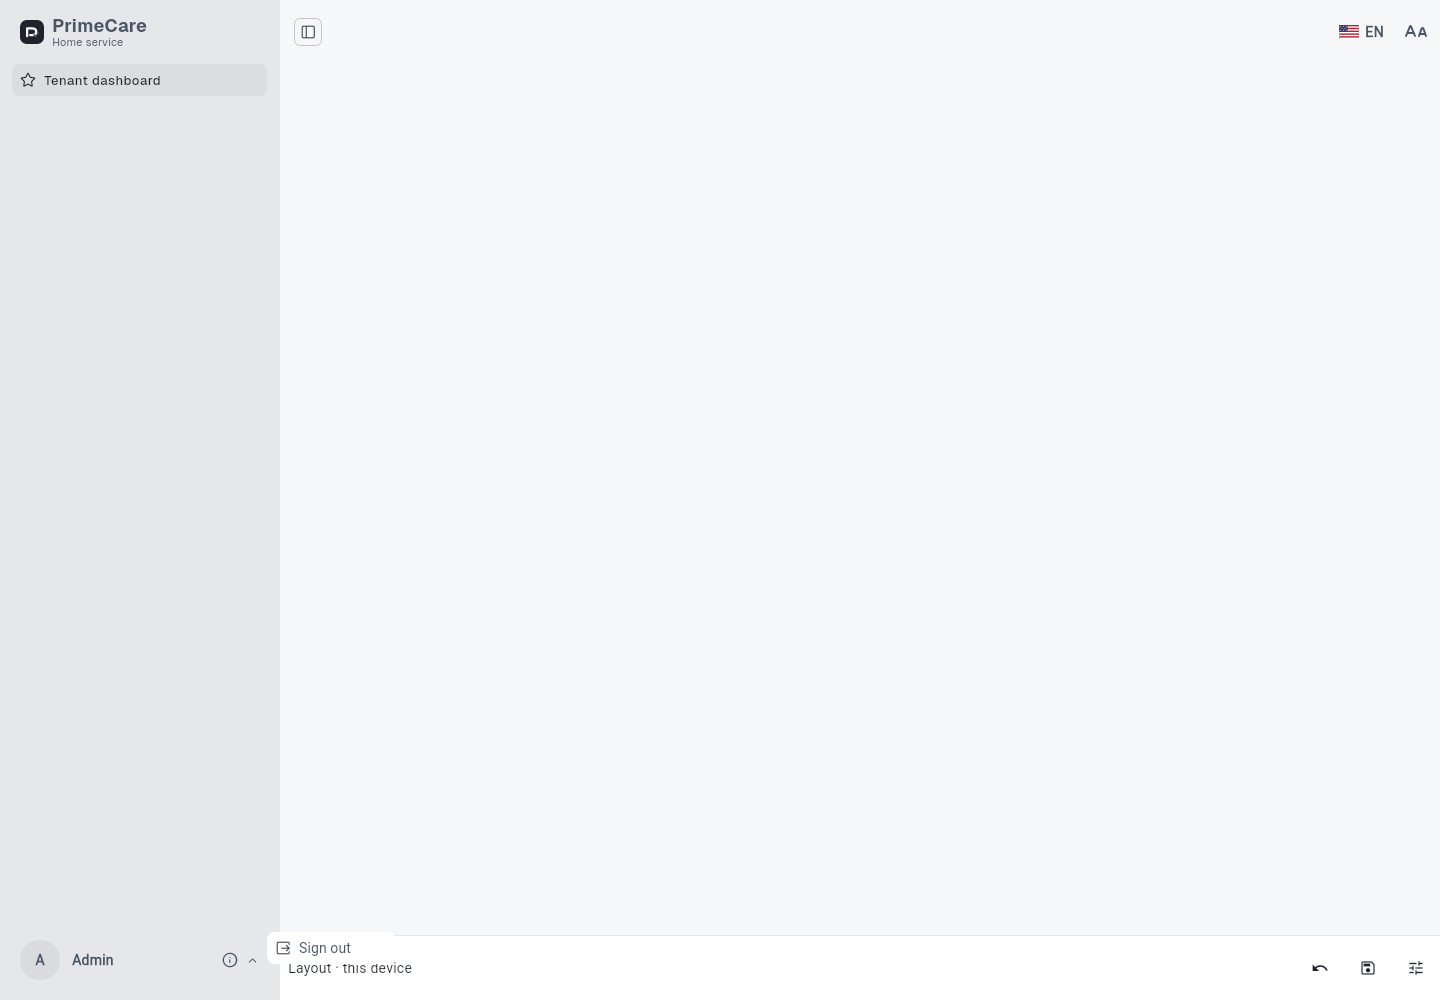 PrimeCare
Home service
EN
AA
Tenant dashboard
A
Admin
Sign out
Layout · this device